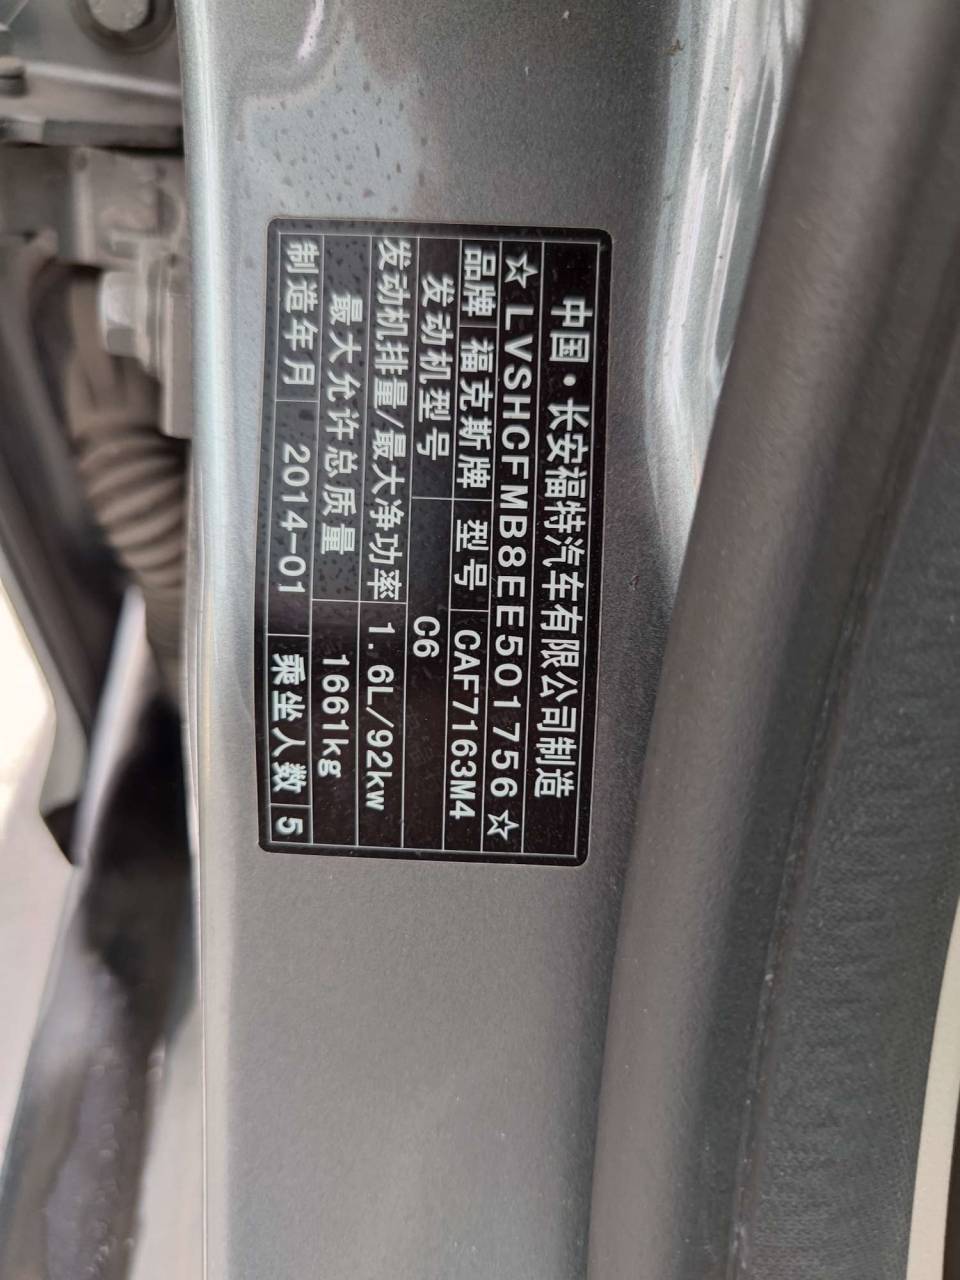 中国·长安福特汽车有限公司制造
☆LVSHCFMB8EE501756☆
品牌 福克斯牌 型号 CAF7163M4
发动机型号 C6
发动机排量/最大净功率 1.6L/92kw
最大允许总质量 1661kg
制造年月 2014-01 乘坐人数 5